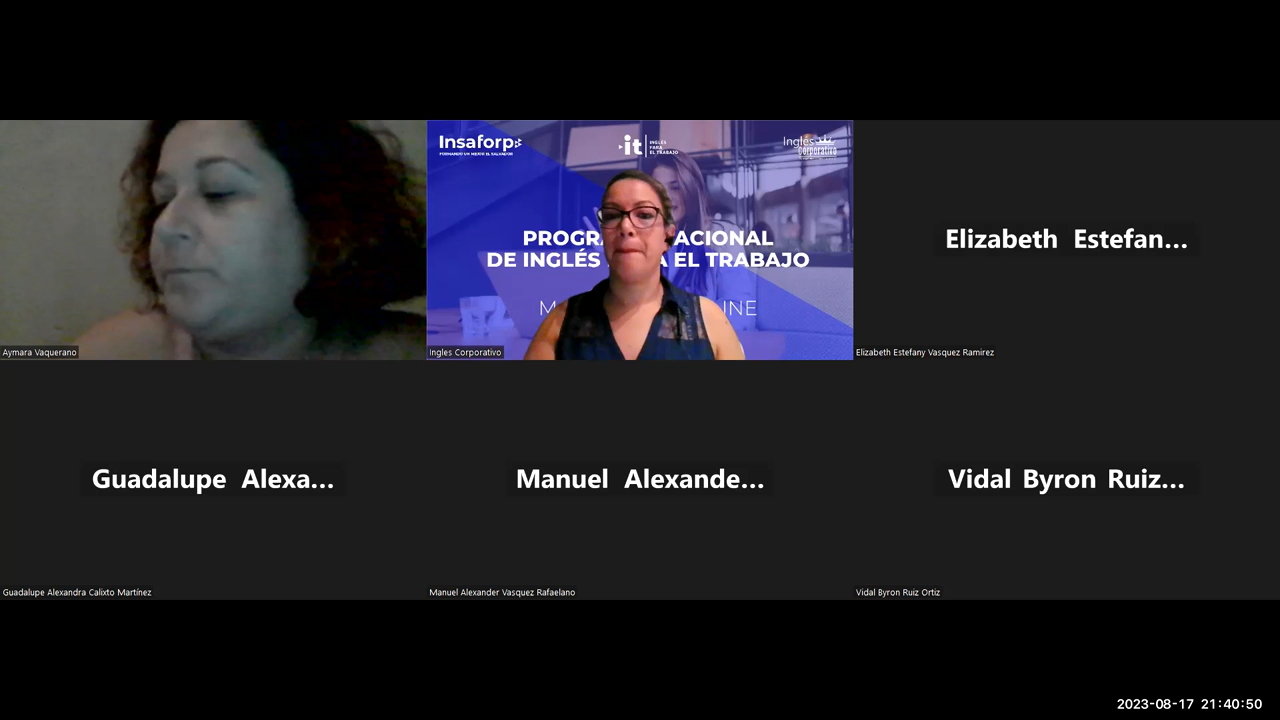 Insaforp
FORMANDO UN MEJOR EL SALVADOR
it
INGLÉS
PARA
EL TRABAJO
Inglés
Corporativo
PROGR ACIONAL
DE INGLÉS A EL TRABAJO
M INE
Aymara Vaquerano
Ingles Corporativo
Elizabeth Estefan...
Elizabeth Estefany Vasquez Ramirez
Guadalupe Alexa...
Manuel Alexande...
Vidal Byron Ruiz...
Guadalupe Alexandra Calixto Martínez
Manuel Alexander Vasquez Rafaelano
Vidal Byron Ruiz Ortiz
2023-08-17 21:40:50